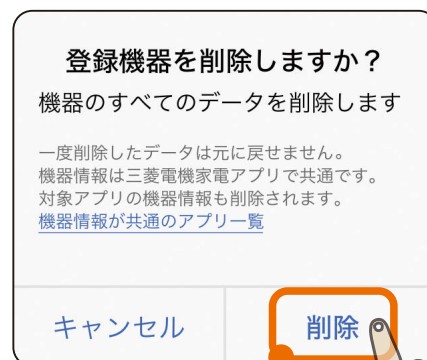 登録機器を削除しますか？
機器のすべてのデータを削除します
一度削除したデータは元に戻せません。
機器情報は三菱電機家電アプリで共通です。
対象アプリの機器情報も削除されます。
機器情報が共通のアプリ一覧
キャンセル
削除